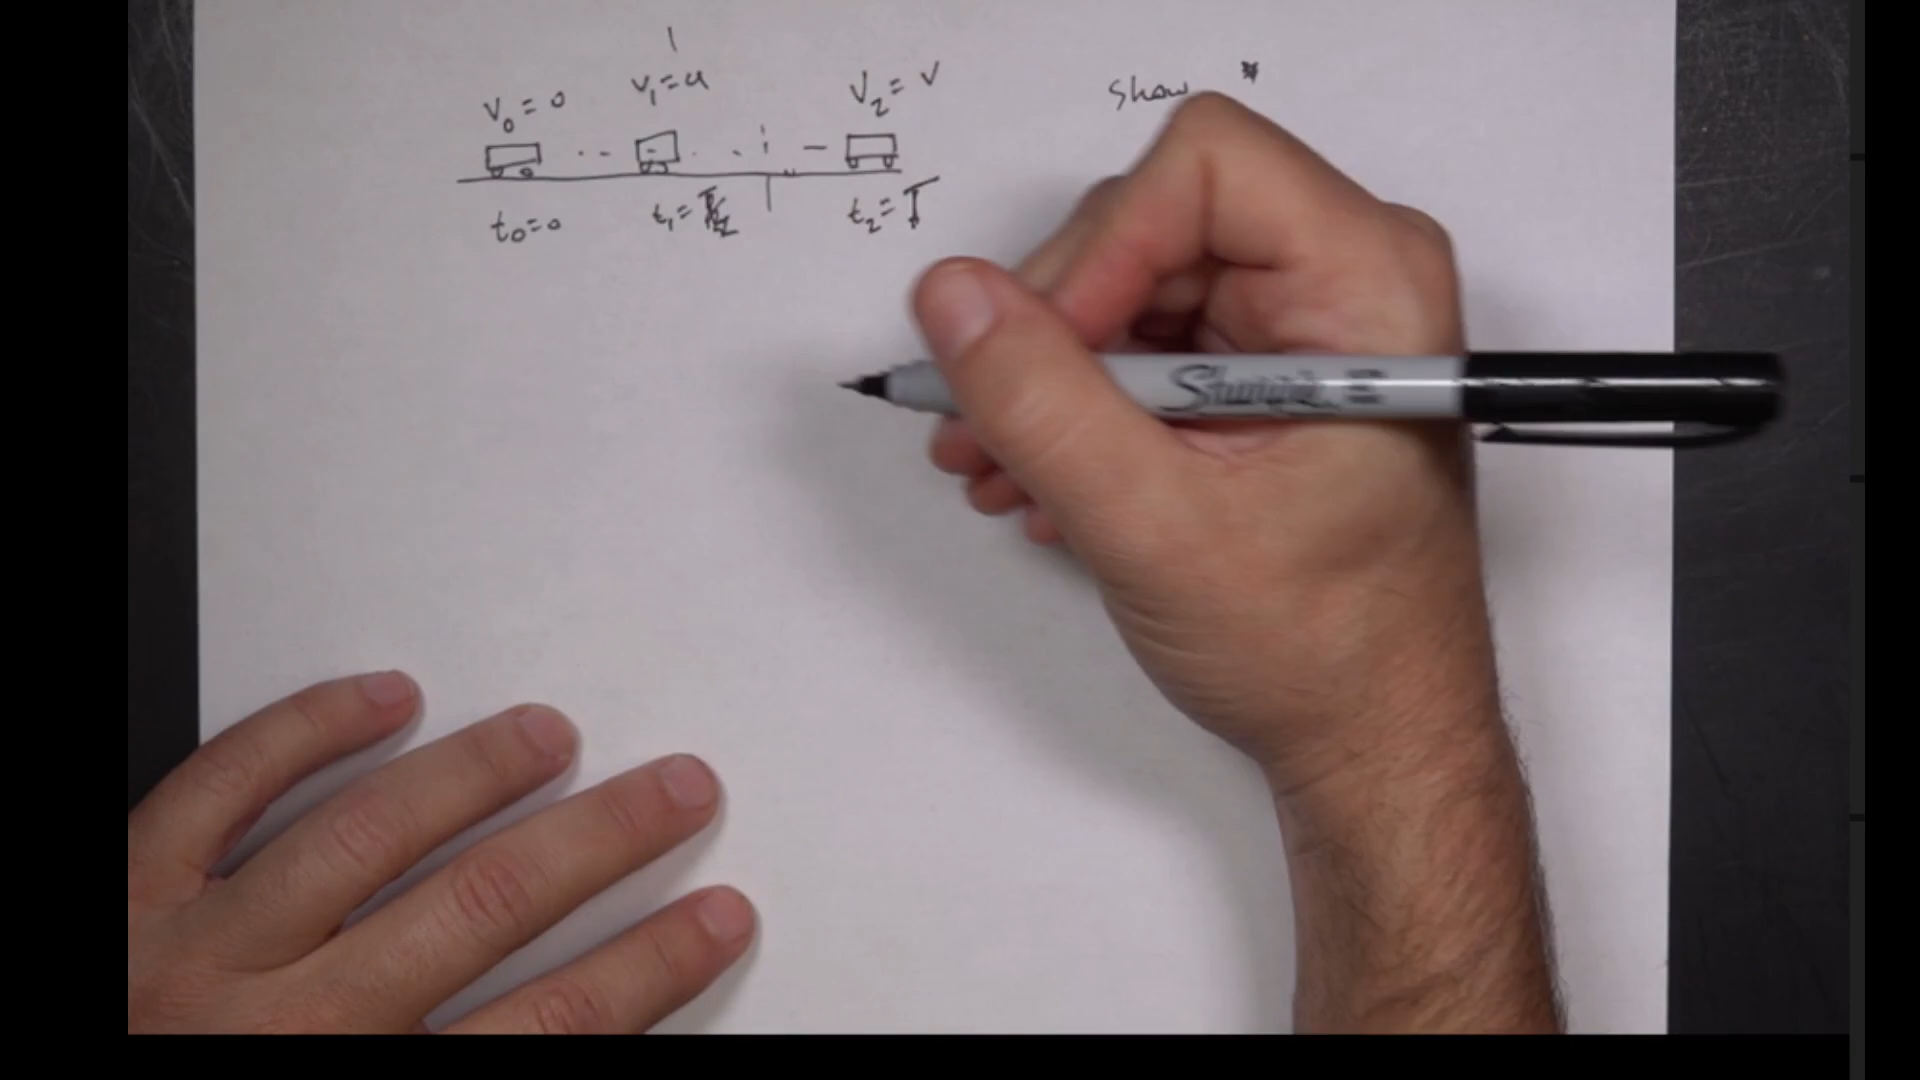 V₀ = 0 V₁ = u V₂ = V Show *
t₀ = 0 t₁ = T/2 t₂ = T
Sharpie